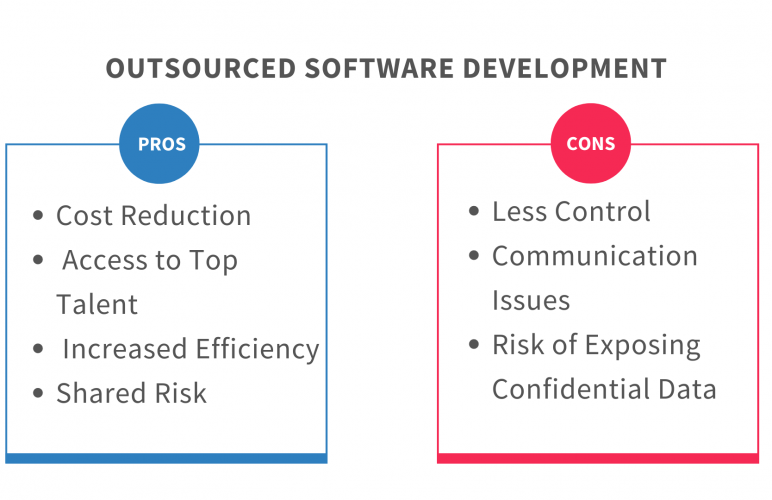 OUTSOURCED SOFTWARE DEVELOPMENT
PROS
• Cost Reduction
• Access to Top
Talent
• Increased Efficiency
• Shared Risk
CONS
• Less Control
• Communication
Issues
• Risk of Exposing
Confidential Data